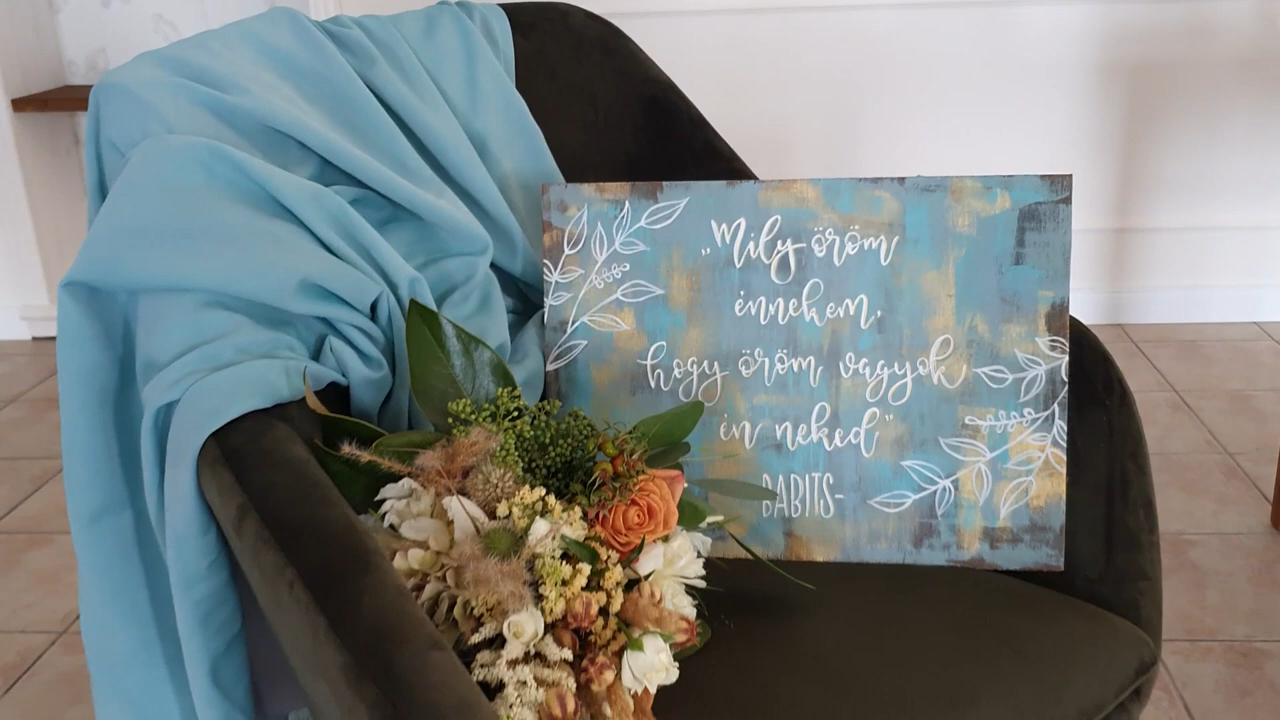 „Mily öröm
énnekem,
hogy öröm vagyok
én neked”
BABITS-